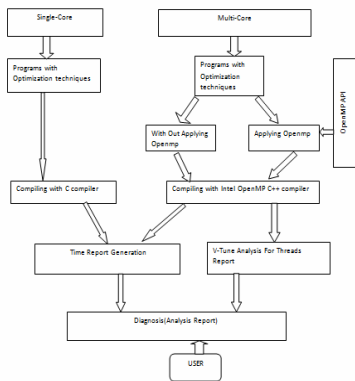 Single-Core
Multi-Core
Programs with
Optimization techniques
Programs with
Optimization
techniques
OpenMP API
With Out Applying
Openmp
Applying Openmp
Compiling with C compiler
Compiling with Intel OpenMP C++ compiler
Time Report Generation
V-Tune Analysis For Threads
Report
Diagnosis(Analysis Report)
USER